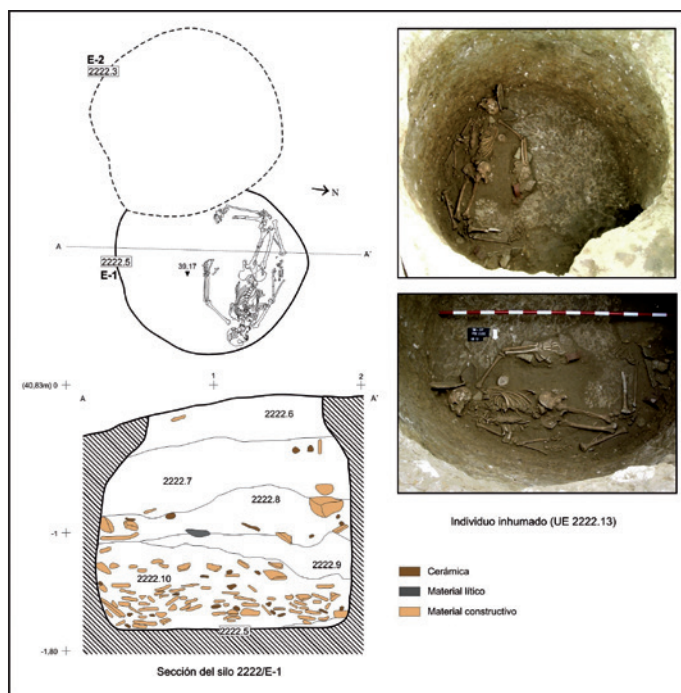 E-2
2222.3
N
A
A'
2222.5
E-1
39.17
(40,83m) 0
1
2
A
A'
2222.6
2222.7
2222.8
-1
2222.9
2222.10
2222.5
-1,80
Sección del silo 2222/E-1
Individuo inhumado (UE 2222.13)
Cerámica
Material lítico
Material constructivo